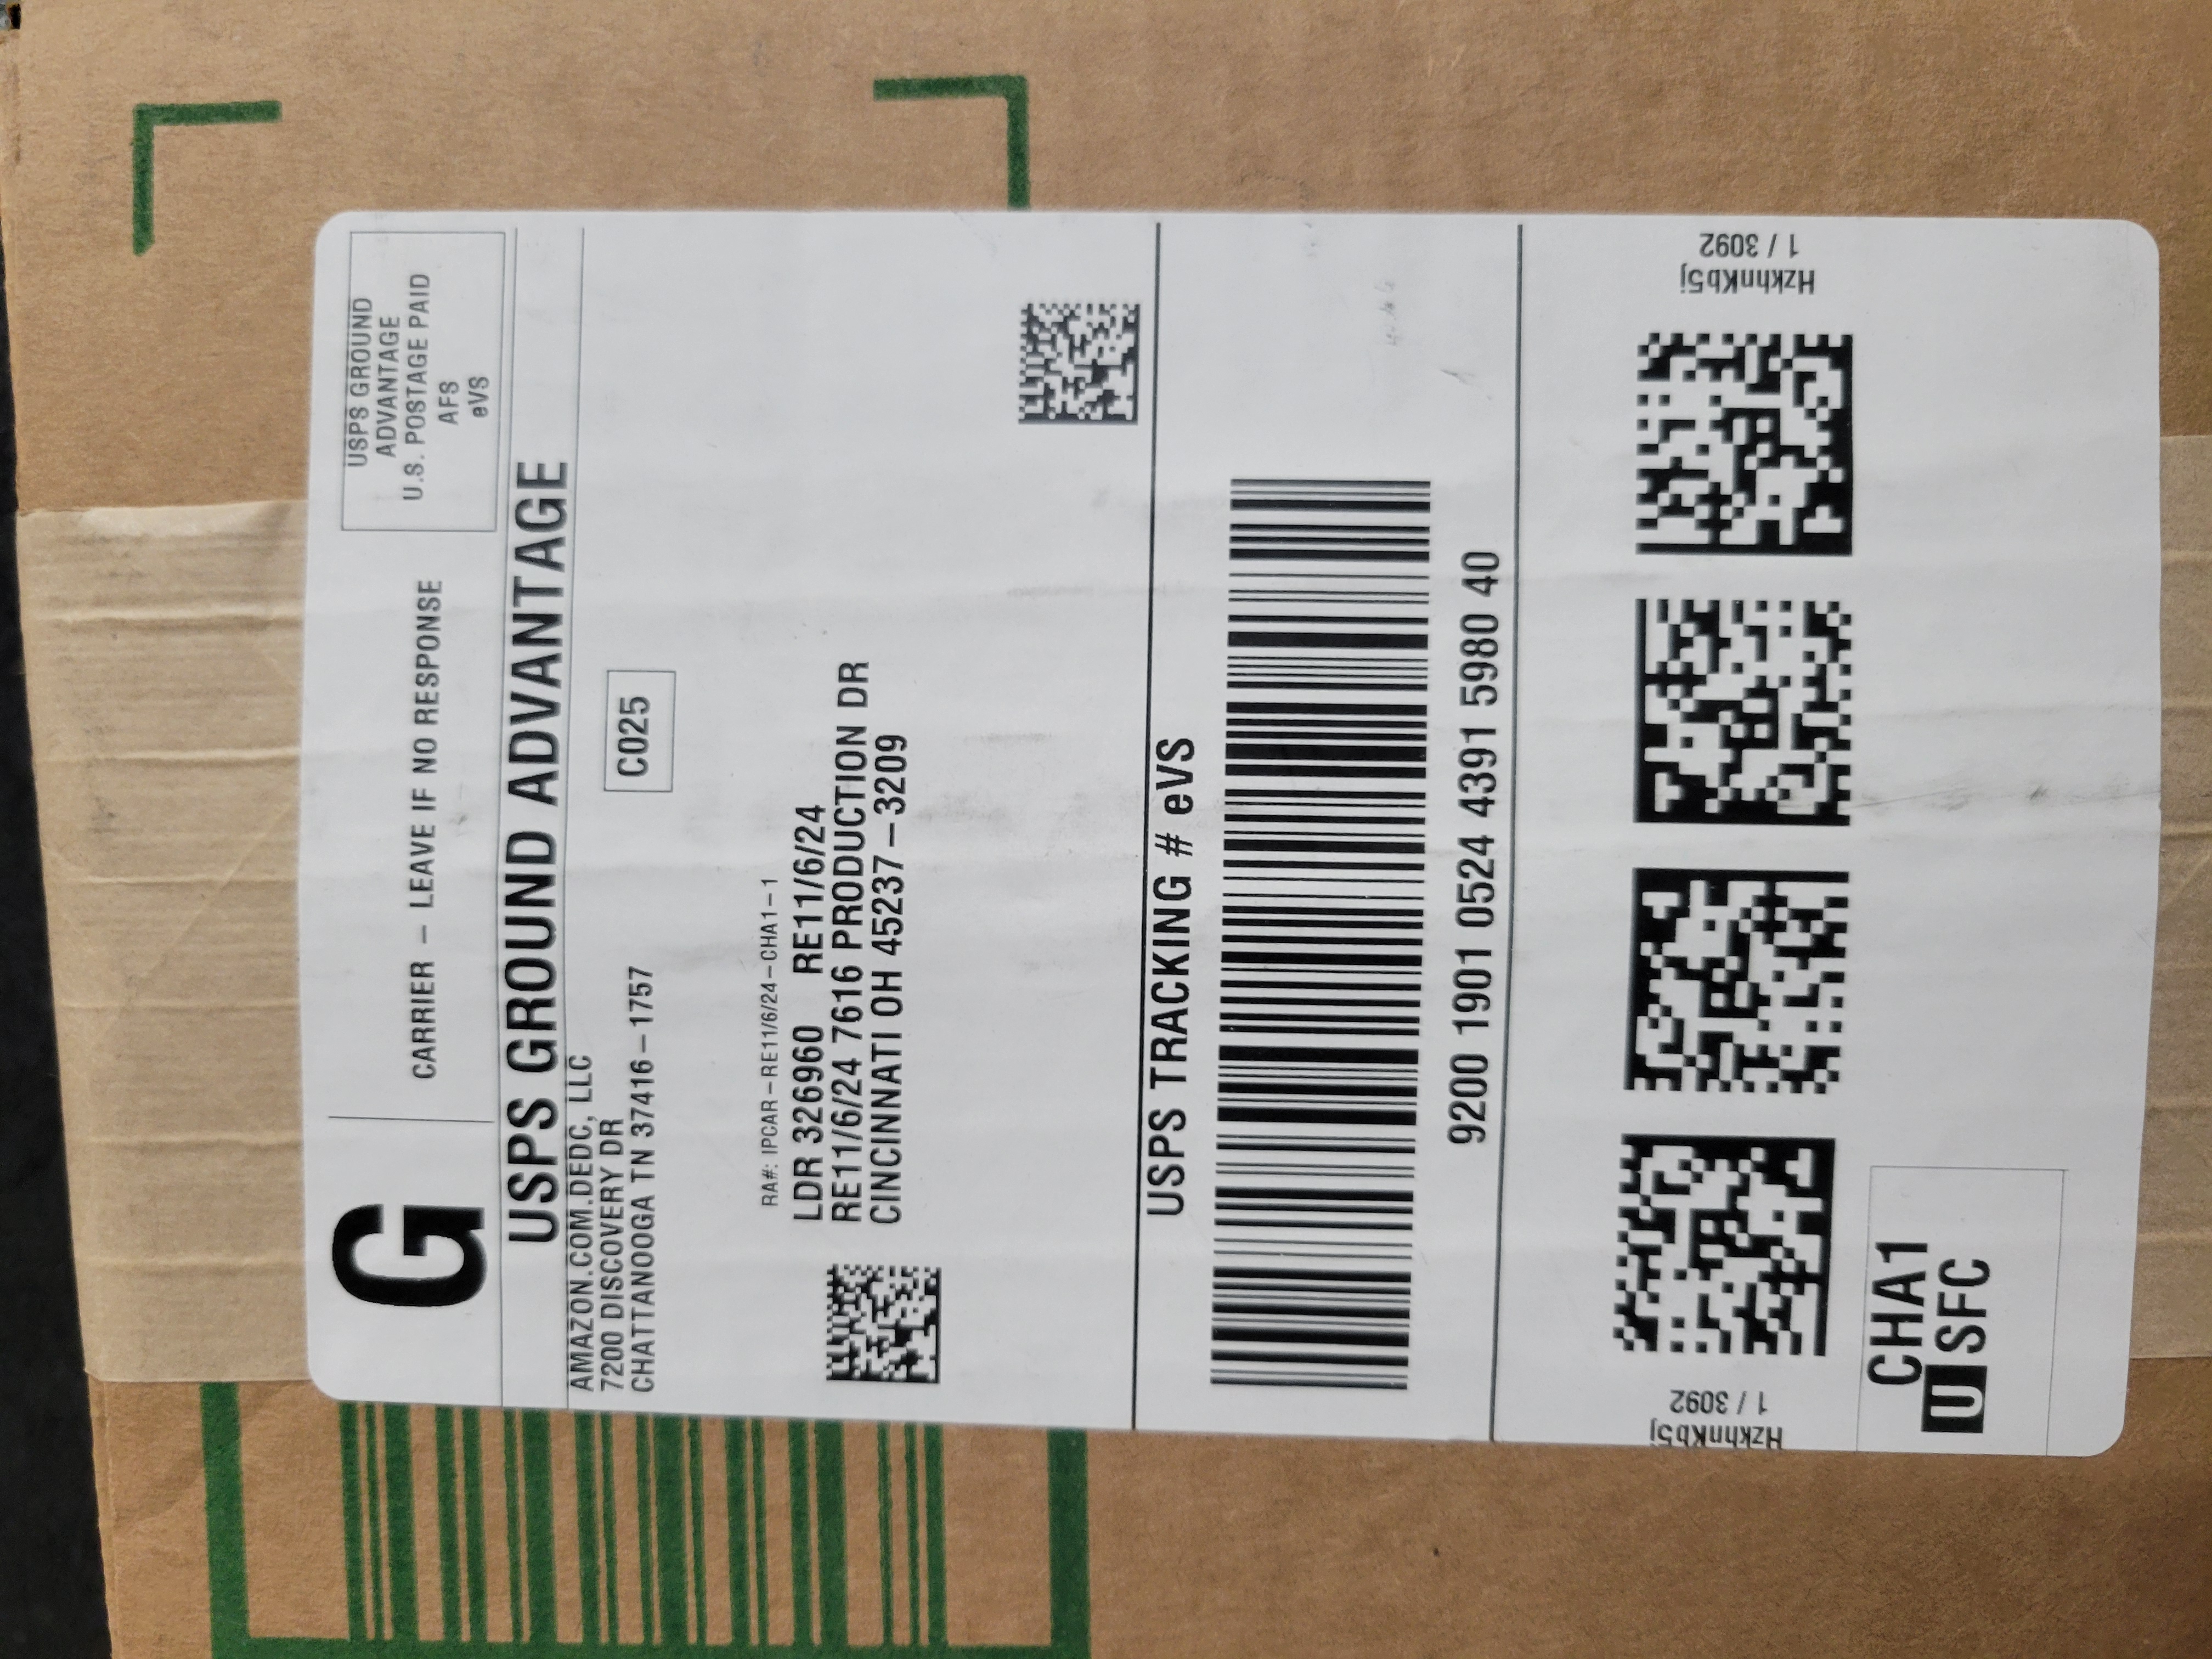 G
CARRIER – LEAVE IF NO RESPONSE
USPS GROUND
ADVANTAGE
U.S. POSTAGE PAID
AFS
eVS
USPS GROUND ADVANTAGE
AMAZON.COM.DEDC, LLC
7200 DISCOVERY DR
CHATTANOOGA TN 37416–1757
C025
RA#: IPCAR–RE11/6/24–CHA1–1
LDR 326960 RE11/6/24
RE11/6/24 7616 PRODUCTION DR
CINCINNATI OH 45237–3209
USPS TRACKING # eVS
9200 1901 0524 4391 5980 40
HzkhnKb5j
1 / 3092
HzkhnKb5j
1 / 3092
CHA1
U SFC